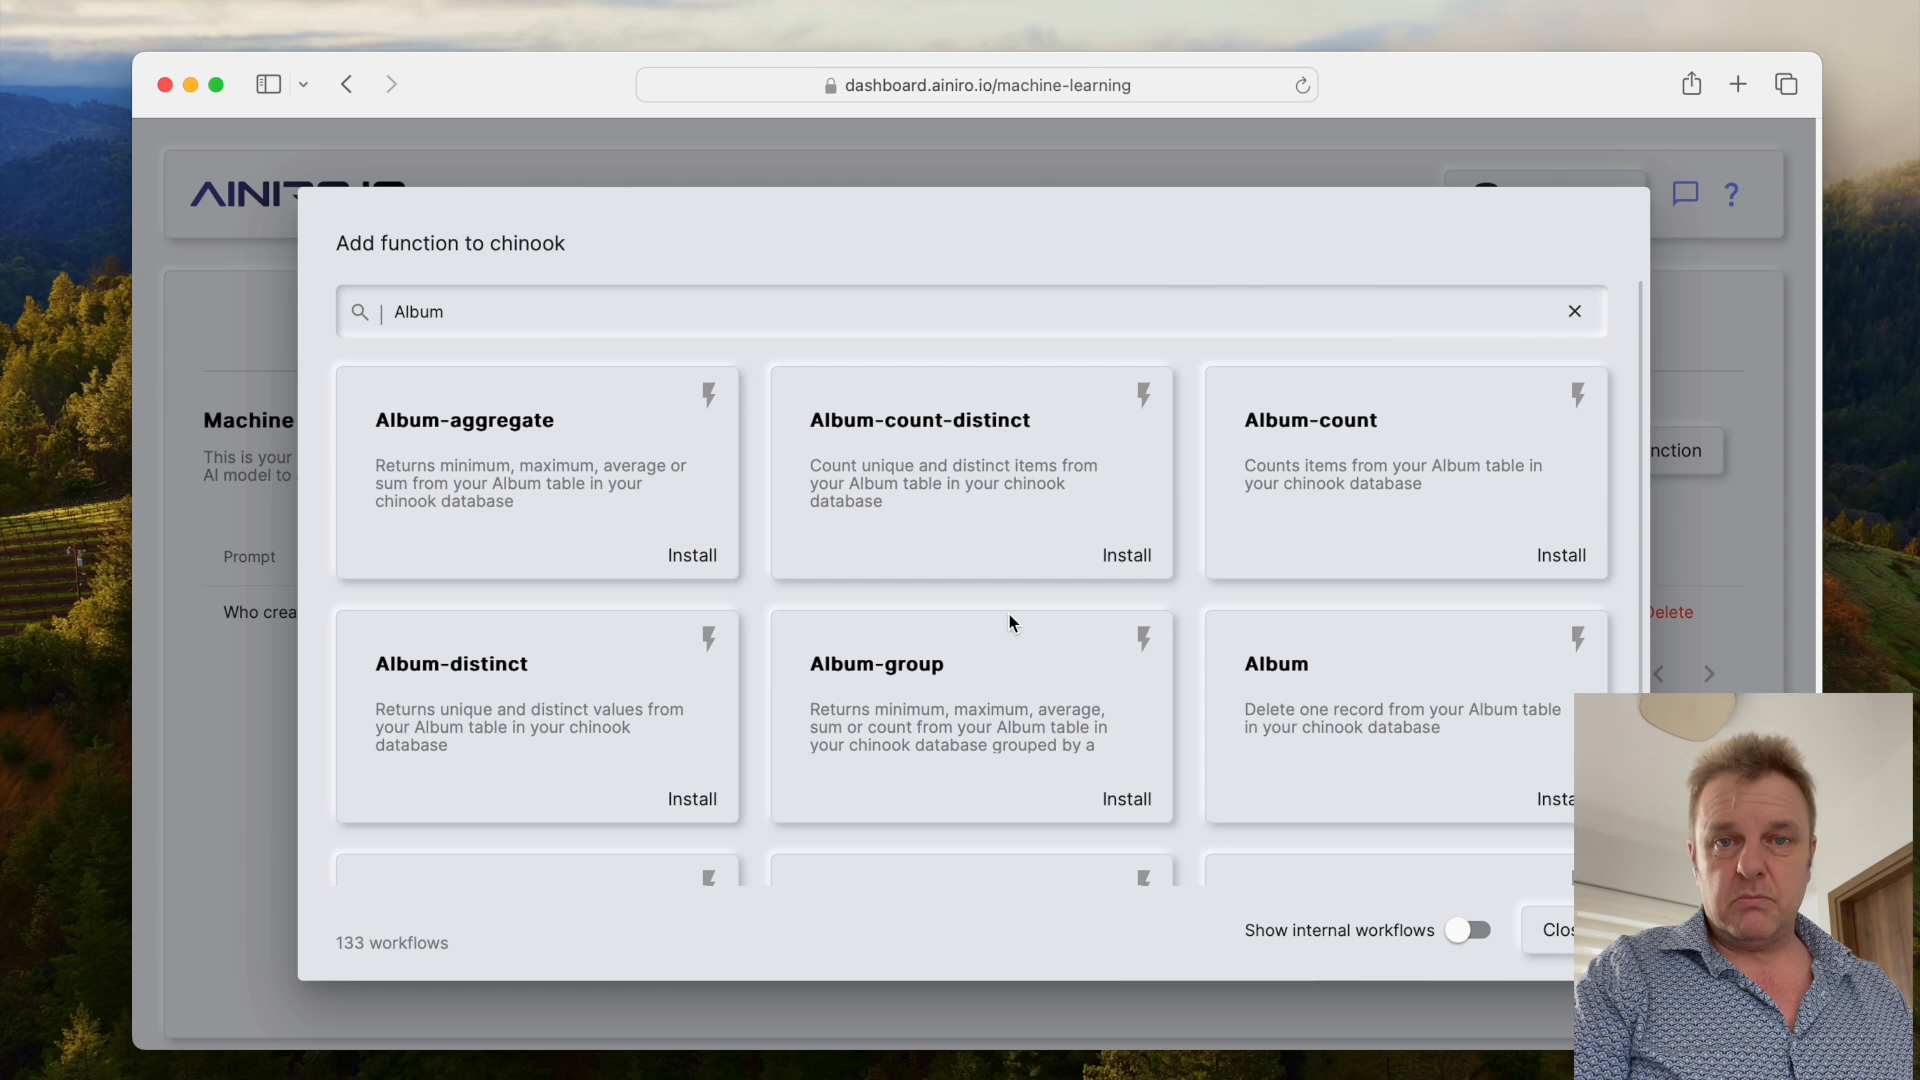 dashboard.ainiro.io/machine-learning
Add function to chinook
Album
Album-aggregate
Returns minimum, maximum, average or
sum from your Album table in your
chinook database
Install
Album-count-distinct
Count unique and distinct items from
your Album table in your chinook
database
Install
Album-count
Counts items from your Album table in
your chinook database
Install
Machine
This is your
AI model to
nction
Prompt
Who crea
Delete
Album-distinct
Returns unique and distinct values from
your Album table in your chinook
database
Install
Album-group
Returns minimum, maximum, average,
sum or count from your Album table in
your chinook database grouped by a
Install
Album
Delete one record from your Album table
in your chinook database
Insta
133 workflows
Show internal workflows
Clos